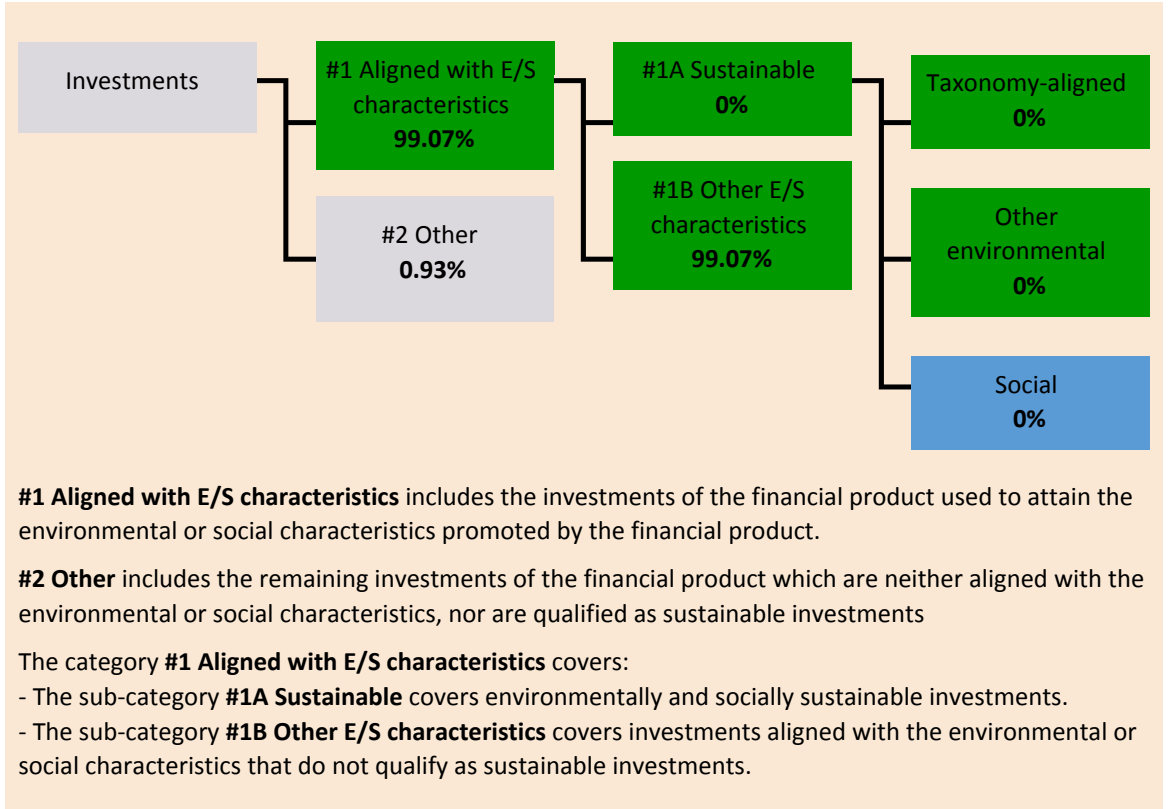 Investments
#1 Aligned with E/S
characteristics
99.07%
#2 Other
0.93%
#1A Sustainable
0%
#1B Other E/S
characteristics
99.07%
Taxonomy-aligned
0%
Other
environmental
0%
Social
0%
#1 Aligned with E/S characteristics includes the investments of the financial product used to attain the
environmental or social characteristics promoted by the financial product.
#2 Other includes the remaining investments of the financial product which are neither aligned with the
environmental or social characteristics, nor are qualified as sustainable investments
The category #1 Aligned with E/S characteristics covers:
- The sub-category #1A Sustainable covers environmentally and socially sustainable investments.
- The sub-category #1B Other E/S characteristics covers investments aligned with the environmental or
social characteristics that do not qualify as sustainable investments.